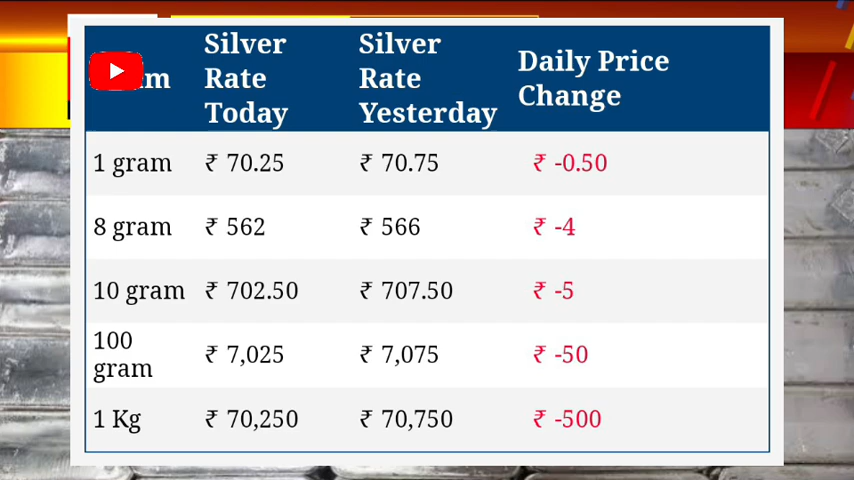 Silver Rate Today
Silver Rate Yesterday
Daily Price Change
1 gram ₹ 70.25 ₹ 70.75 ₹ -0.50
8 gram ₹ 562 ₹ 566 ₹ -4
10 gram ₹ 702.50 ₹ 707.50 ₹ -5
100 gram ₹ 7,025 ₹ 7,075 ₹ -50
1 Kg ₹ 70,250 ₹ 70,750 ₹ -500